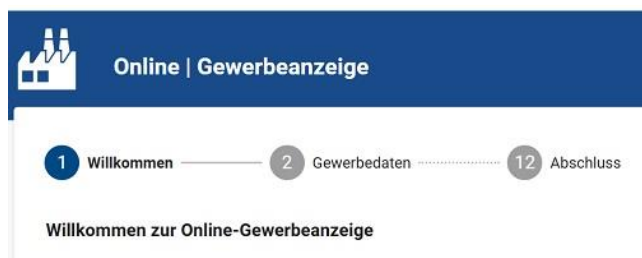 Online | Gewerbeanzeige
1 Willkommen 2 Gewerbedaten 12 Abschluss
Willkommen zur Online-Gewerbeanzeige